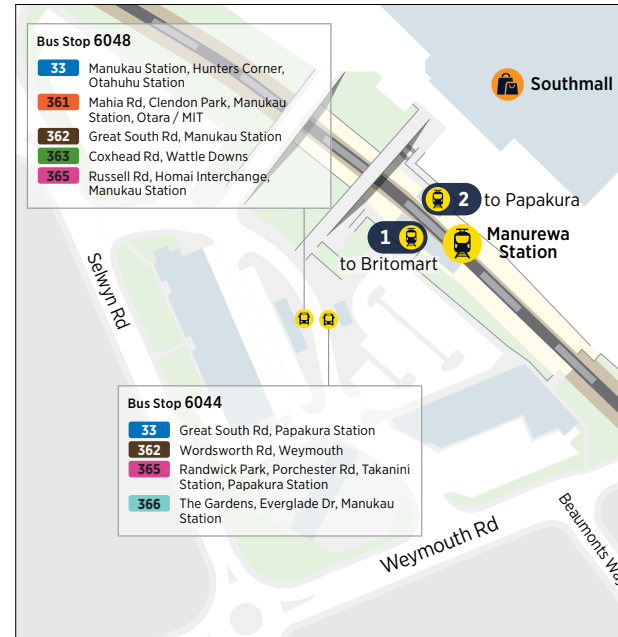 Bus Stop 6048
33 Manukau Station, Hunters Corner,
Otahuhu Station
361 Mahia Rd, Clendon Park, Manukau
Station, Otara / MIT
362 Great South Rd, Manukau Station
363 Coxhead Rd, Wattle Downs
365 Russell Rd, Homai Interchange,
Manukau Station
Southmall
2 to Papakura
1
to Britomart
Manurewa
Station
Selwyn Rd
Bus Stop 6044
33 Great South Rd, Papakura Station
362 Wordsworth Rd, Weymouth
365 Randwick Park, Porchester Rd, Takanini
Station, Papakura Station
366 The Gardens, Everglade Dr, Manukau
Station
Weymouth Rd
Beaumonts Way